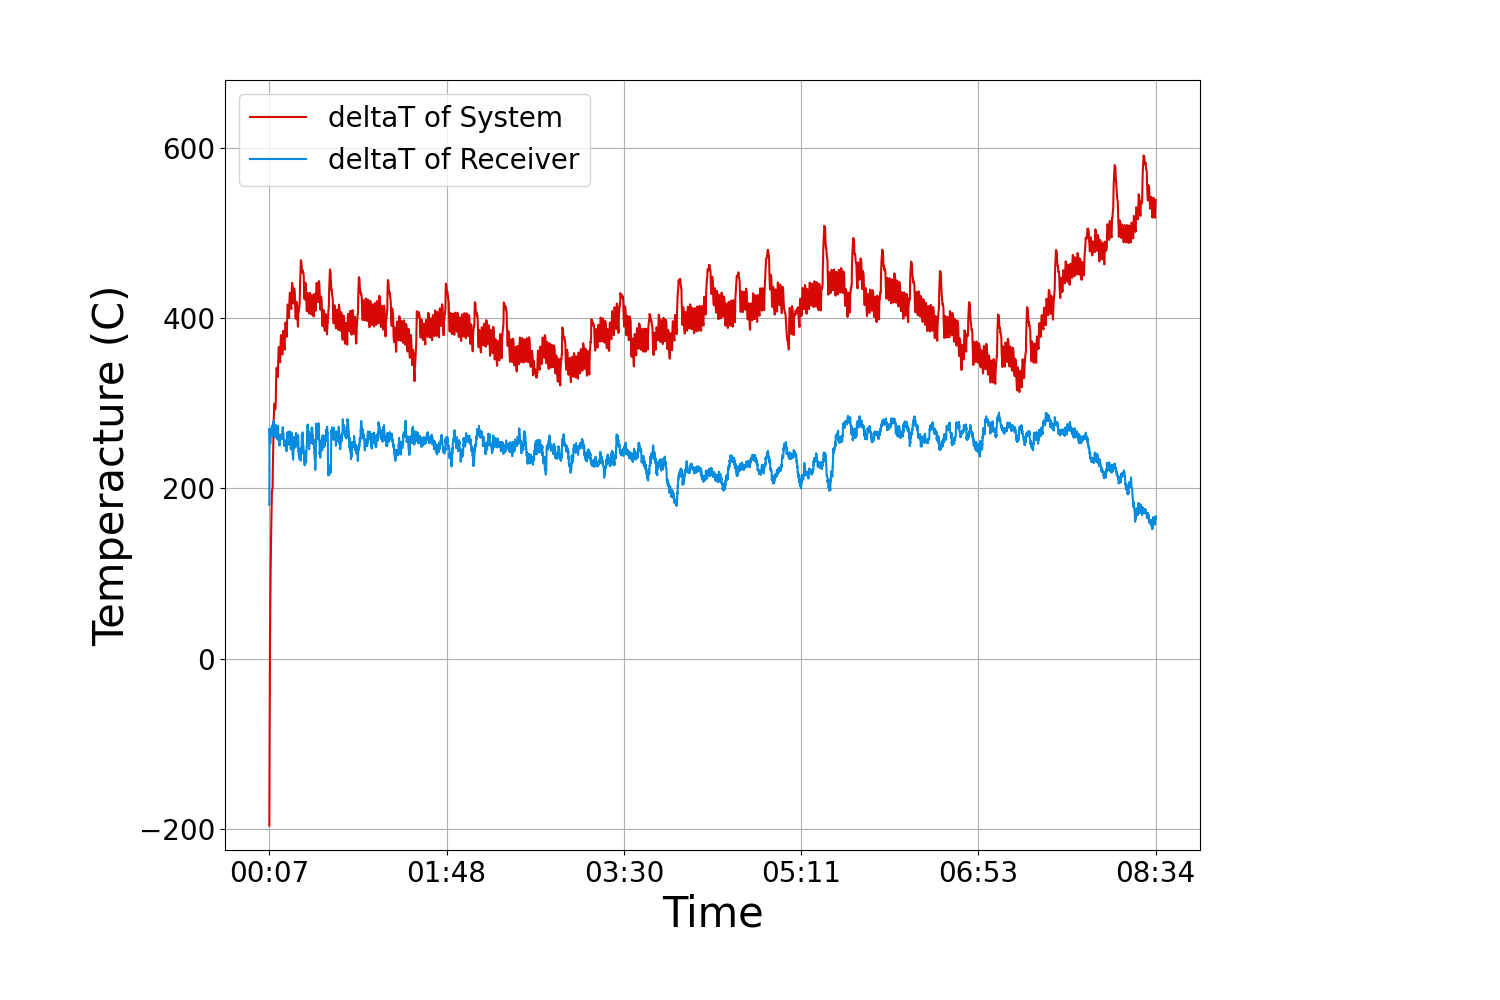 deltaT of System
deltaT of Receiver
600
400
200
0
−200
Temperacture (C)
00:07 01:48 03:30 05:11 06:53 08:34
Time